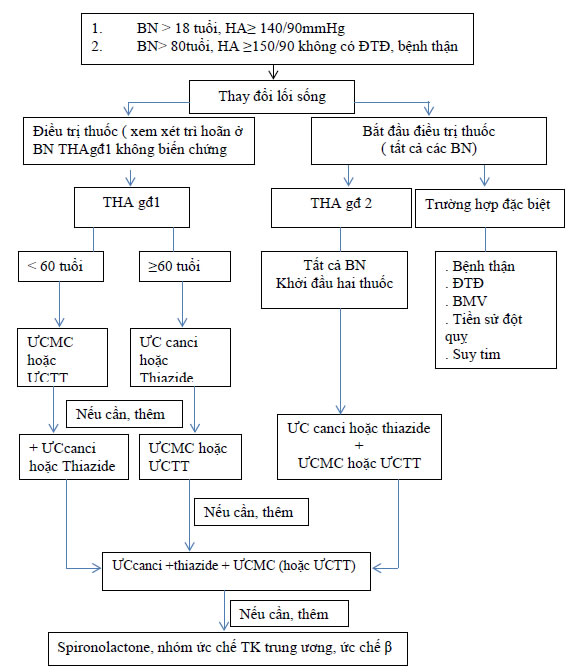 1. BN > 18 tuổi, HA≥ 140/90mmHg
2. BN> 80tuổi, HA ≥150/90 không có ĐTĐ, bệnh thận
Thay đổi lối sống
Điều trị thuốc ( xem xét trì hoãn ở
BN THAgđ1 không biến chứng
Bắt đầu điều trị thuốc
( tất cả các BN)
THA gđ1
THA gđ 2
Trường hợp đặc biệt
< 60 tuổi
≥60 tuổi
Tất cả BN
Khởi đầu hai thuốc
. Bệnh thận
. ĐTĐ
. BMV
. Tiền sử đột
quỵ
. Suy tim
ƯCMC
hoặc
ƯCTT
ƯC canci
hoặc
Thiazide
Nếu cần, thêm
+ ƯCcanci
hoặc Thiazide
ƯCMC hoặc
ƯCTT
ƯC canci hoặc thiazide
+
ƯCMC hoặc ƯCTT
Nếu cần, thêm
ƯCcanci +thiazide + ƯCMC (hoặc ƯCTT)
Nếu cần, thêm
Spironolactone, nhóm ức chế TK trung ương, ức chế β